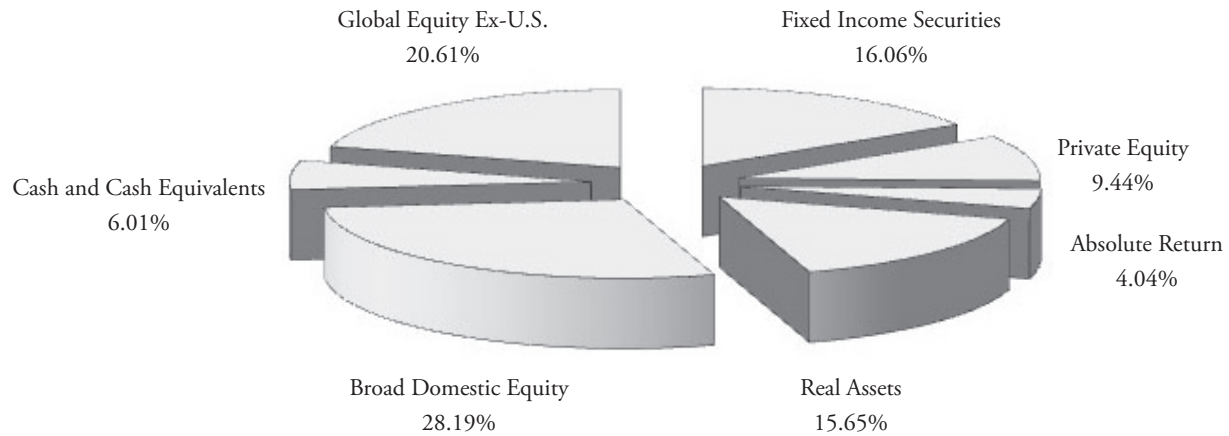 Global Equity Ex-U.S.
20.61%
Fixed Income Securities
16.06%
Private Equity
9.44%
Cash and Cash Equivalents
6.01%
Absolute Return
4.04%
Broad Domestic Equity
28.19%
Real Assets
15.65%